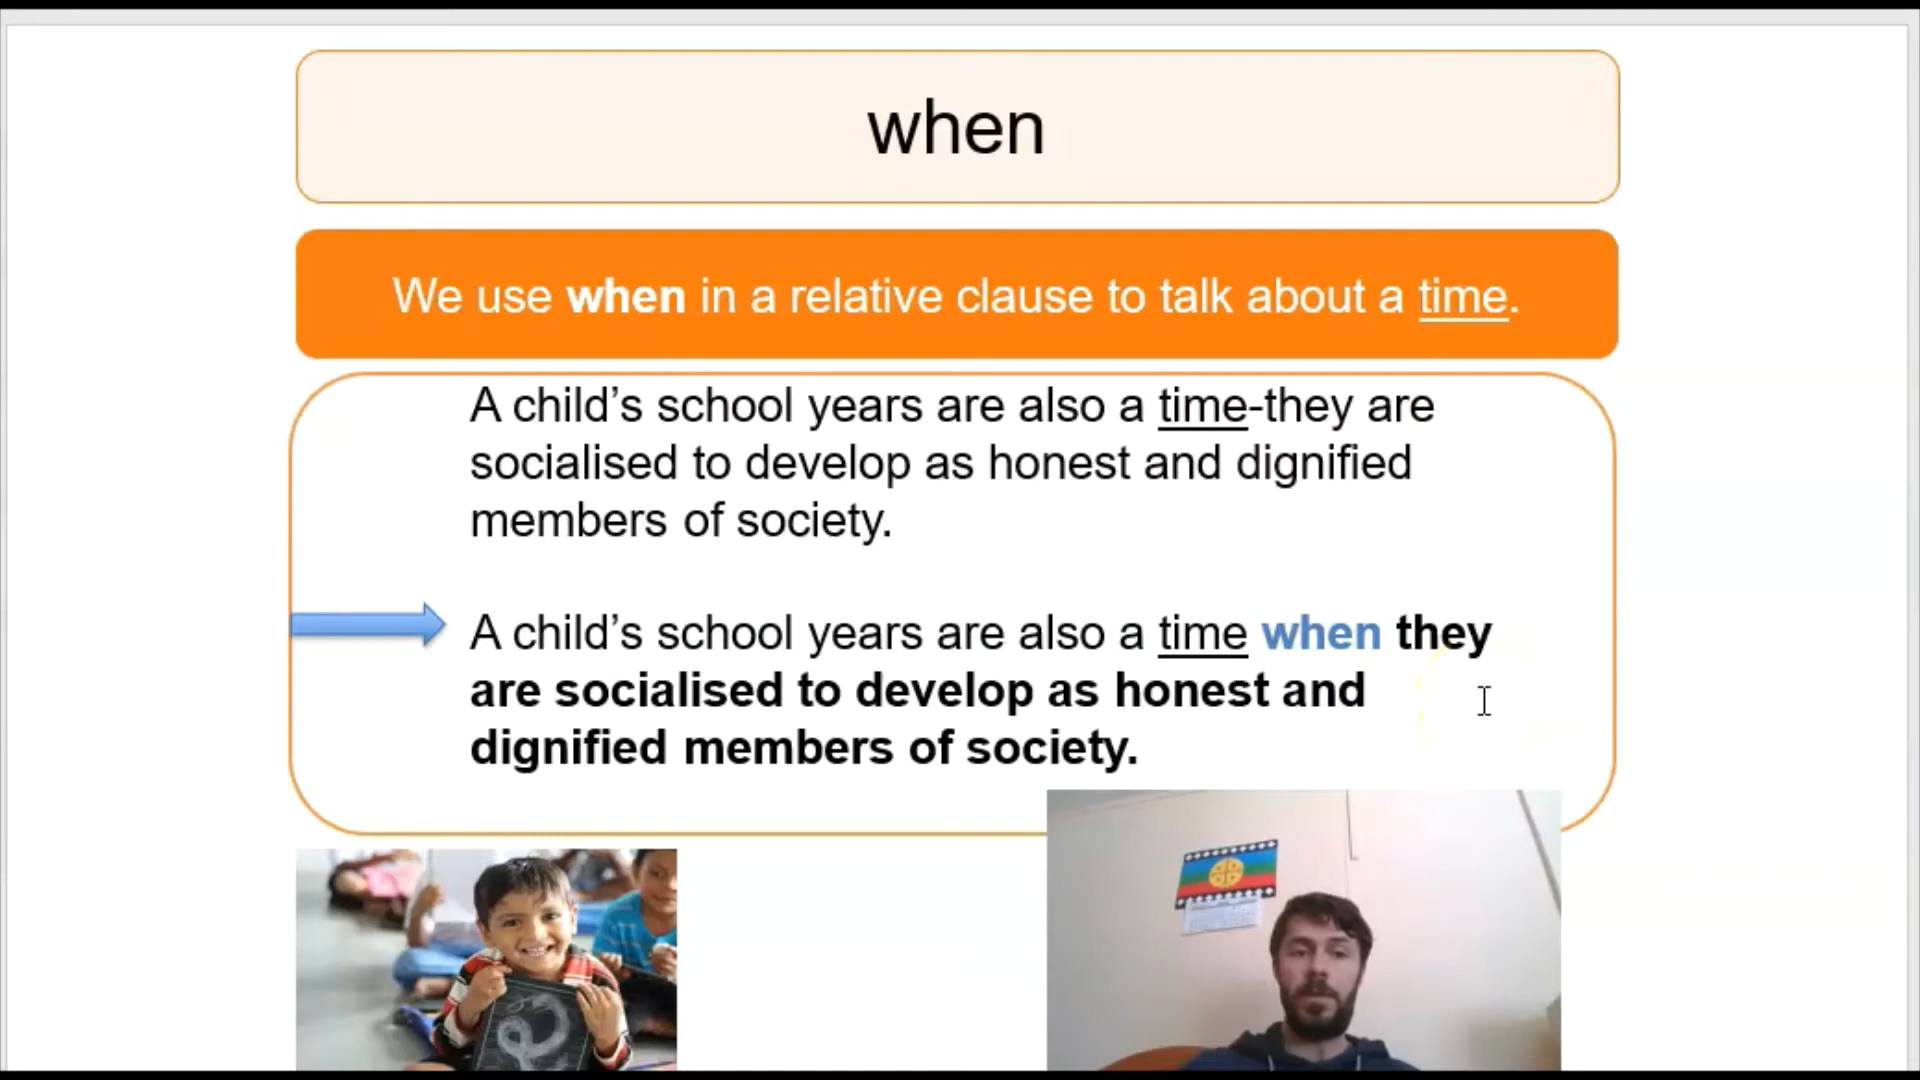 when
We use when in a relative clause to talk about a time.
A child’s school years are also a time-they are
socialised to develop as honest and dignified
members of society.
A child’s school years are also a time when they
are socialised to develop as honest and
dignified members of society.